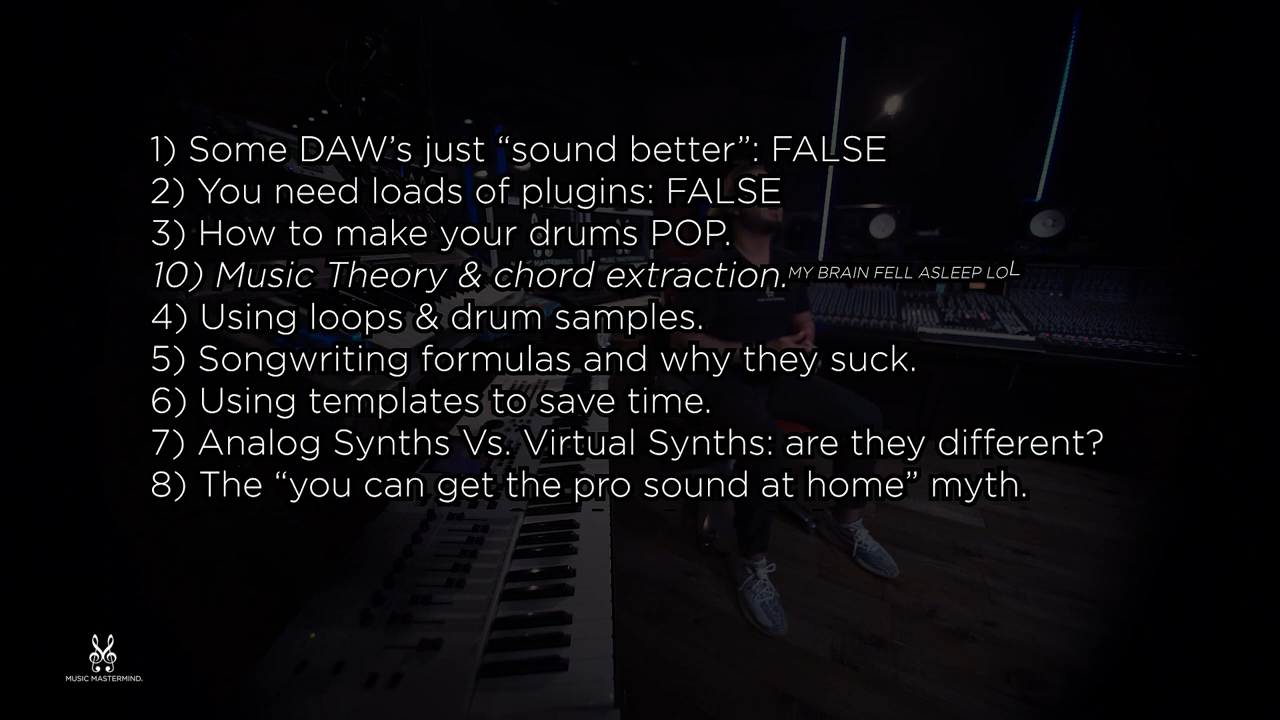 1) Some DAW’s just “sound better”: FALSE
2) You need loads of plugins: FALSE
3) How to make your drums POP.
10) Music Theory & chord extraction. MY BRAIN FELL ASLEEP LOL
4) Using loops & drum samples.
5) Songwriting formulas and why they suck.
6) Using templates to save time.
7) Analog Synths Vs. Virtual Synths: are they different?
8) The “you can get the pro sound at home” myth.
MUSIC MASTERMIND.